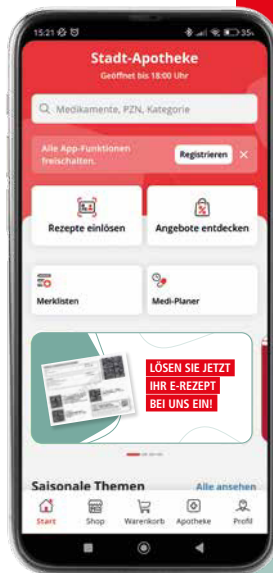 15:21
35%
Stadt-Apotheke
Geöffnet bis 18:00 Uhr
Medikamente, PZN, Kategorie
Alle App-Funktionen
freischalten.
Registrieren
Rezepte einlösen
Angebote entdecken
Merklisten
Medi-Planer
LÖSEN SIE JETZT
IHR E-REZEPT
BEI UNS EIN!
Saisonale Themen
Alle ansehen
Start
Shop
Warenkorb
Apotheke
Profil